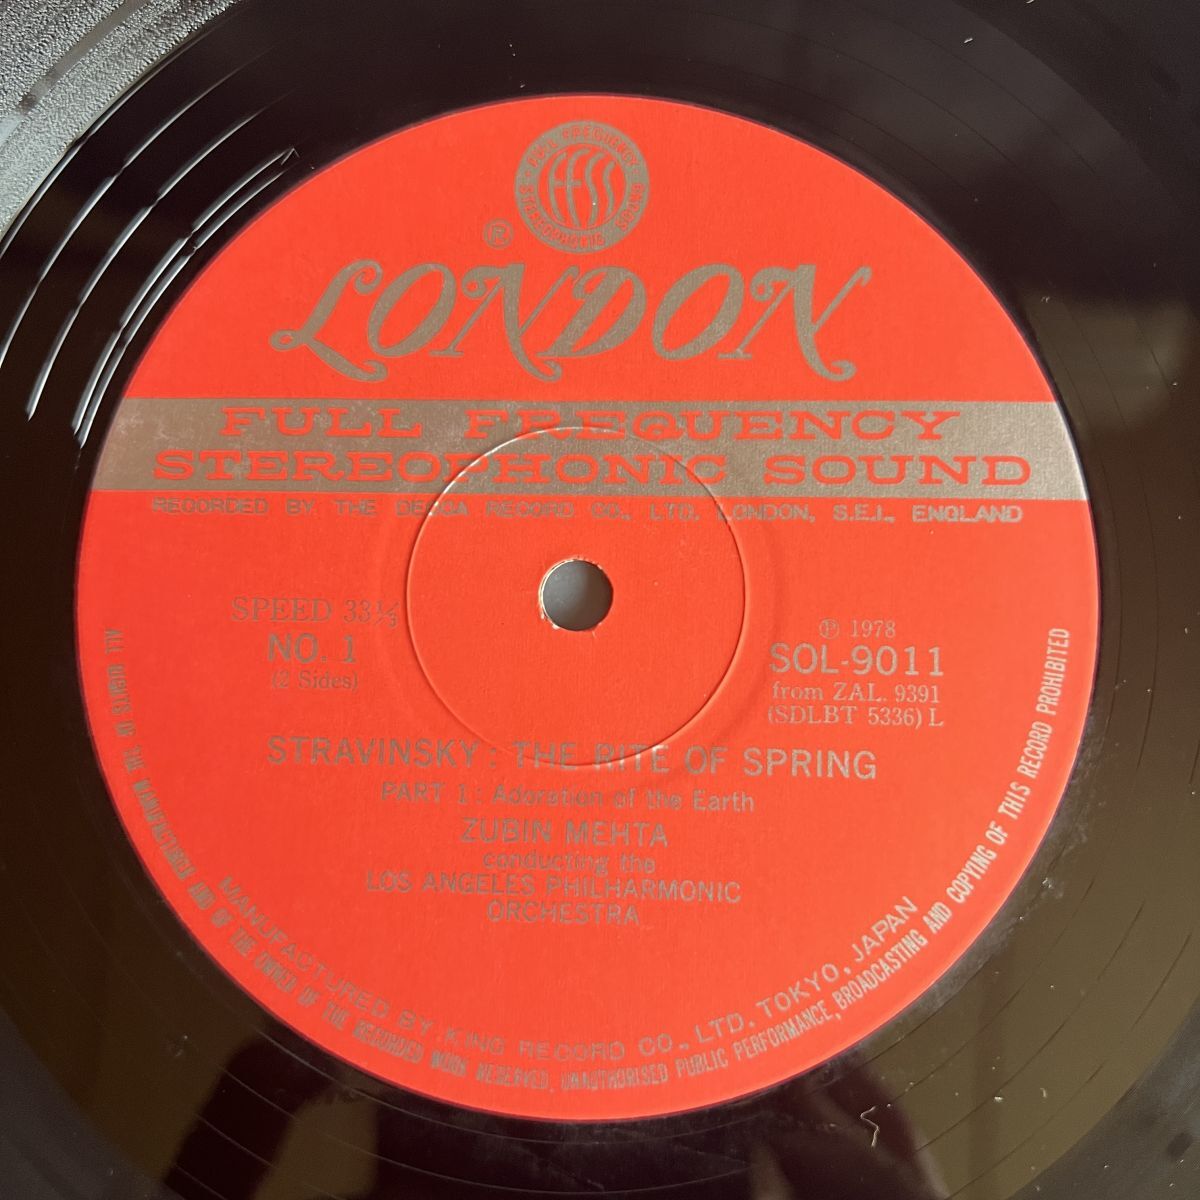 FULL FREQUENCY STEREOPHONIC SOUND
ffss
®
LONDON
FULL FREQUENCY
STEREOPHONIC SOUND
RECORDED BY THE DECCA RECORD CO., LTD. LONDON, S.E.I., ENGLAND
SPEED 33⅓
NO. 1
(2 Sides)
℗ 1978
SOL-9011
from ZAL. 9391
(SDLBT 5336) L
STRAVINSKY: THE RITE OF SPRING
PART 1: Adoration of the Earth
ZUBIN MEHTA
conducting the
LOS ANGELES PHILHARMONIC
ORCHESTRA
MANUFACTURED BY KING RECORD CO., LTD. TOKYO, JAPAN
ALL RIGHTS OF THE MANUFACTURER AND OF THE OWNER OF THE RECORDED WORK RESERVED, UNAUTHORISED PUBLIC PERFORMANCE, BROADCASTING AND COPYING OF THIS RECORD PROHIBITED